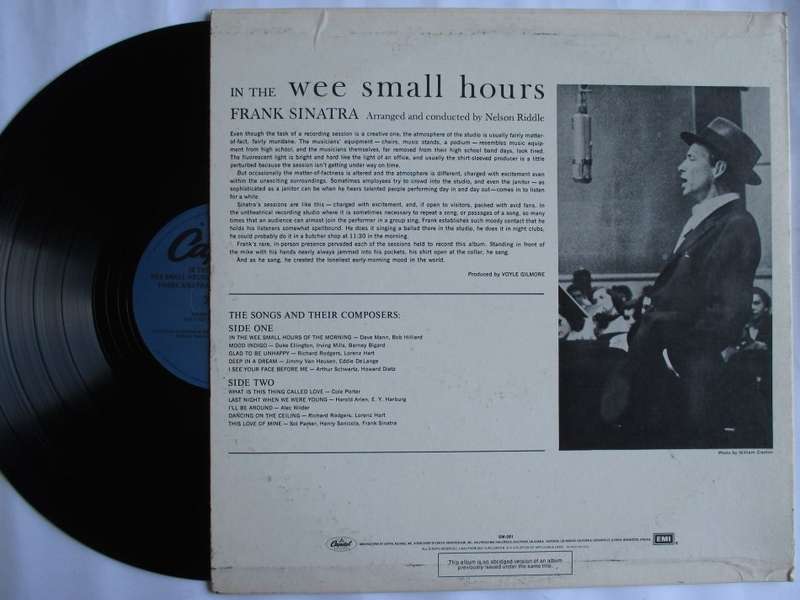 IN THE wee small hours
FRANK SINATRA Arranged and conducted by Nelson Riddle
Even though the task of a recording session is a creative one, the atmosphere of the studio is usually fairly matter-
of-fact, fairly mundane. The musicians' equipment — chairs, music stands, a podium — resembles music equip-
ment from high school, and the musicians themselves, far removed from their high school band days, look tired.
The fluorescent light is bright and hard like the light of an office, and usually the shirt-sleeved producer is a little
perturbed because the session isn't getting under way on time.
But occasionally the matter-of-factness is altered and the atmosphere is different, charged with excitement even
within the unexciting surroundings. Sometimes employees try to crowd into the studio, and even the janitor — as
sophisticated as a janitor can be when he hears talented people performing day in and day out — comes in to listen
for a while.
Sinatra's sessions are like this — charged with excitement, and, if open to visitors, packed with avid fans. In
the untheatrical recording studio where it is sometimes necessary to repeat a song, or passages of a song, so many
times that an audience can almost join the performer in a group sing, Frank establishes such moody contact that he
holds his listeners somewhat spellbound. He does it singing a ballad there in the studio, he does it in night clubs,
he could probably do it in a butcher shop at 11:30 in the morning.
Frank's rare, in-person presence pervaded each of the sessions held to record this album. Standing in front of
the mike with his hands nearly always jammed into his pockets, his shirt open at the collar, he sang.
And as he sang, he created the loneliest early-morning mood in the world.
Produced by VOYLE GILMORE
THE SONGS AND THEIR COMPOSERS:
SIDE ONE
IN THE WEE SMALL HOURS OF THE MORNING — Dave Mann, Bob Hilliard
MOOD INDIGO — Duke Ellington, Irving Mills, Barney Bigard
GLAD TO BE UNHAPPY — Richard Rodgers, Lorenz Hart
DEEP IN A DREAM — Jimmy Van Heusen, Eddie DeLange
I SEE YOUR FACE BEFORE ME — Arthur Schwartz, Howard Dietz
SIDE TWO
WHAT IS THIS THING CALLED LOVE — Cole Porter
LAST NIGHT WHEN WE WERE YOUNG — Harold Arlen, E. Y. Harburg
I'LL BE AROUND — Alec Wilder
DANCING ON THE CEILING — Richard Rodgers, Lorenz Hart
THIS LOVE OF MINE — Sol Parker, Henry Sanicola, Frank Sinatra
Photo by William Claxton
Capitol
Capitol
EMI
This album is an abridged version of an album
previously issued under the same title.